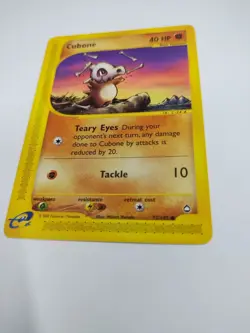 Cubone
40 HP
Teary Eyes During your
opponent's next turn, any damage
done to Cubone by attacks is
reduced by 20.
Tackle 10
weakness
resistance
retreat cost